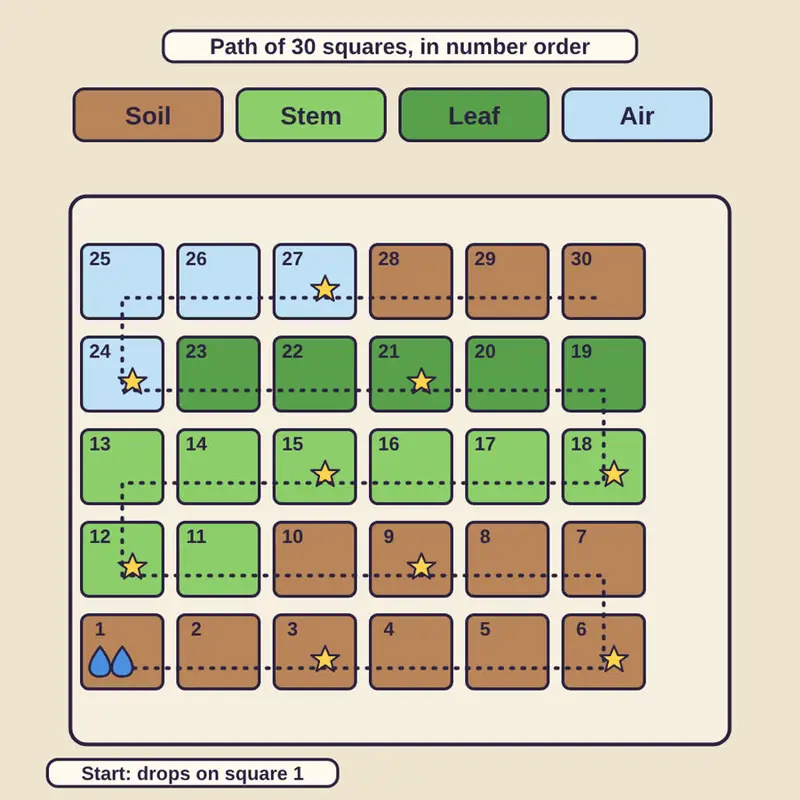 Path of 30 squares, in number order
Soil Stem Leaf Air
25 26 27 28 29 30
24 23 22 21 20 19
13 14 15 16 17 18
12 11 10 9 8 7
1 2 3 4 5 6
Start: drops on square 1